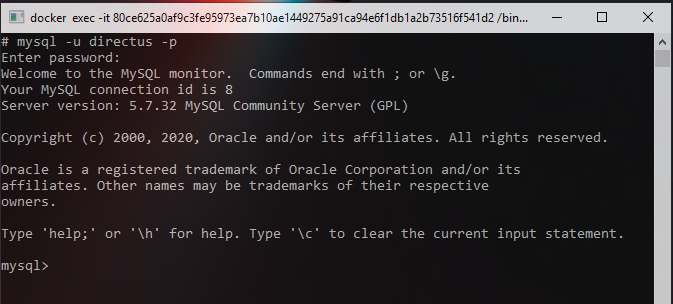 docker exec -it 80ce625a0af9c3fe95973ea7b10ae1449275a91ca94e6f1db1a2b73516f541d2 /bin...
# mysql -u directus -p
Enter password:
Welcome to the MySQL monitor.  Commands end with ; or \g.
Your MySQL connection id is 8
Server version: 5.7.32 MySQL Community Server (GPL)
Copyright (c) 2000, 2020, Oracle and/or its affiliates. All rights reserved.
Oracle is a registered trademark of Oracle Corporation and/or its
affiliates. Other names may be trademarks of their respective
owners.
Type 'help;' or '\h' for help. Type '\c' to clear the current input statement.
mysql>